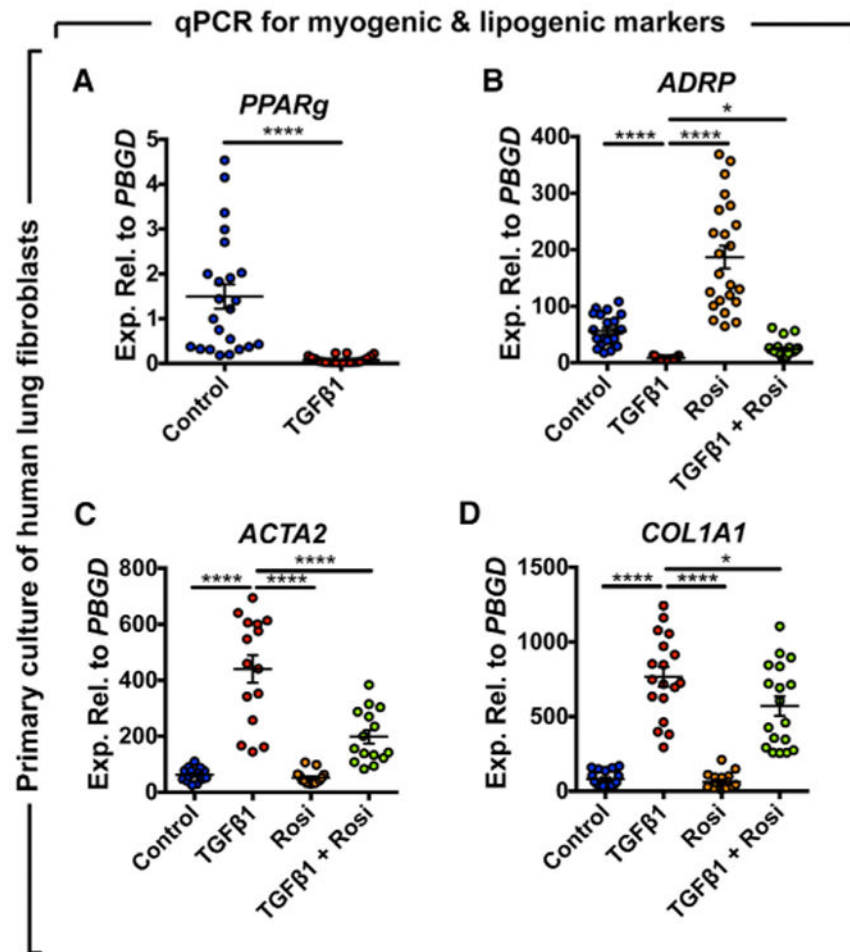 qPCR for myogenic & lipogenic markers
Primary culture of human lung fibroblasts
A
PPARg
****
Exp. Rel. to PBGD
5
4
3
2
1
0
Control
TGFβ1
B
ADRP
*
**** ****
Exp. Rel. to PBGD
400
300
200
100
0
Control
TGFβ1
Rosi
TGFβ1 + Rosi
C
ACTA2
****
**** ****
Exp. Rel. to PBGD
800
600
400
200
0
Control
TGFβ1
Rosi
TGFβ1 + Rosi
D
COL1A1
*
**** ****
Exp. Rel. to PBGD
1500
1000
500
0
Control
TGFβ1
Rosi
TGFβ1 + Rosi